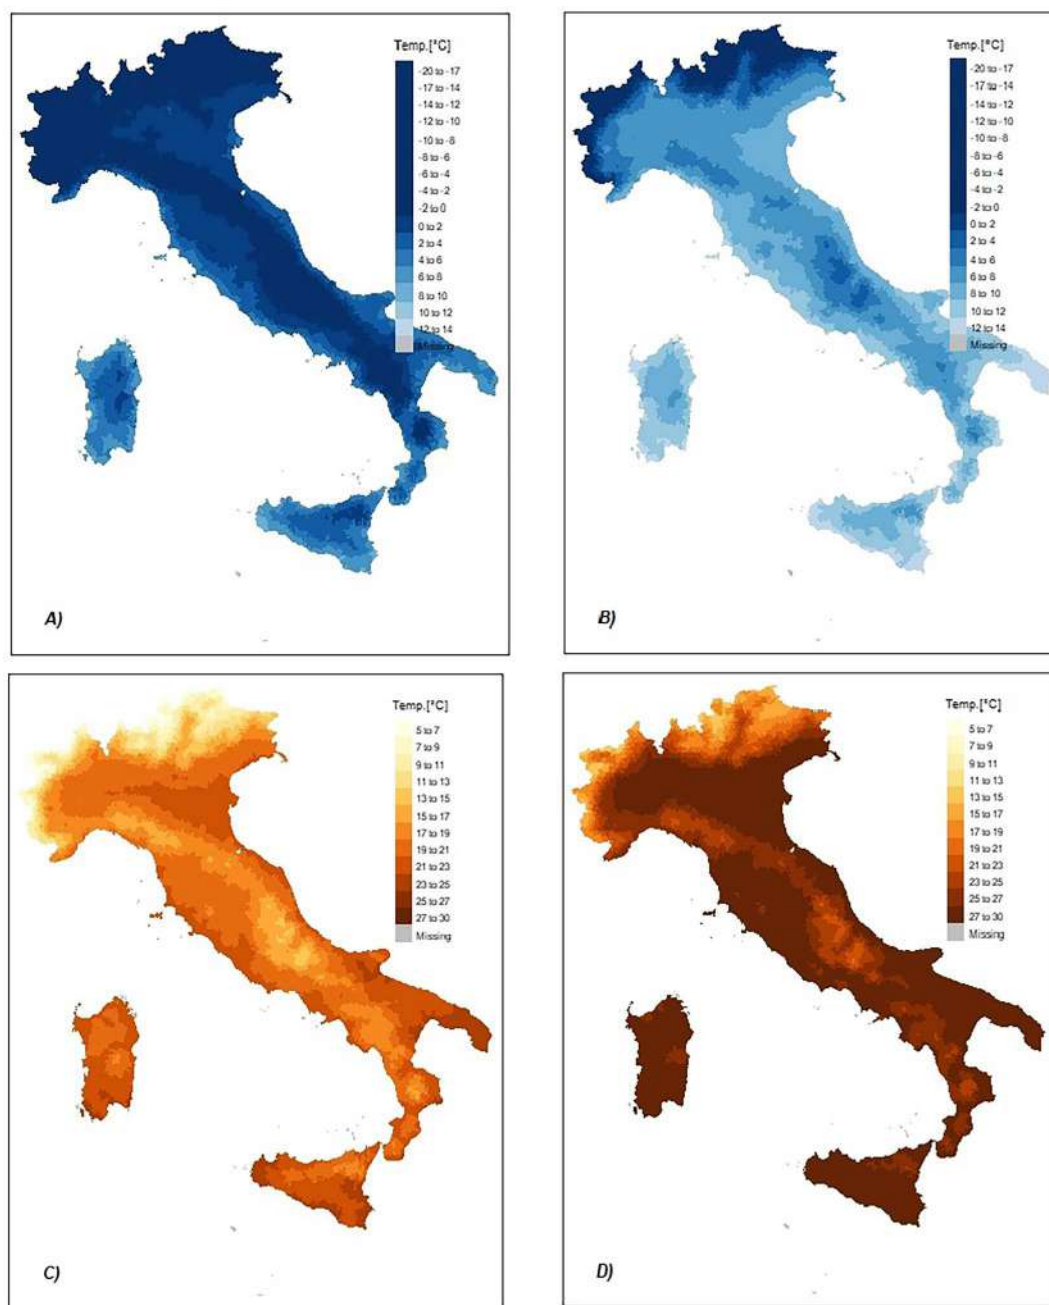 Temp.[°C]
-20 to -17
-17 to -14
-14 to -12
-12 to -10
-10 to -8
-8 to -6
-6 to -4
-4 to -2
-2 to 0
0 to 2
2 to 4
4 to 6
6 to 8
8 to 10
10 to 12
12 to 14
Missing
A)
Temp.[°C]
-20 to -17
-17 to -14
-14 to -12
-12 to -10
-10 to -8
-8 to -6
-6 to -4
-4 to -2
-2 to 0
0 to 2
2 to 4
4 to 6
6 to 8
8 to 10
10 to 12
12 to 14
Missing
B)
Temp.[°C]
5 to 7
7 to 9
9 to 11
11 to 13
13 to 15
15 to 17
17 to 19
19 to 21
21 to 23
23 to 25
25 to 27
27 to 30
Missing
C)
Temp.[°C]
5 to 7
7 to 9
9 to 11
11 to 13
13 to 15
15 to 17
17 to 19
19 to 21
21 to 23
23 to 25
25 to 27
27 to 30
Missing
D)